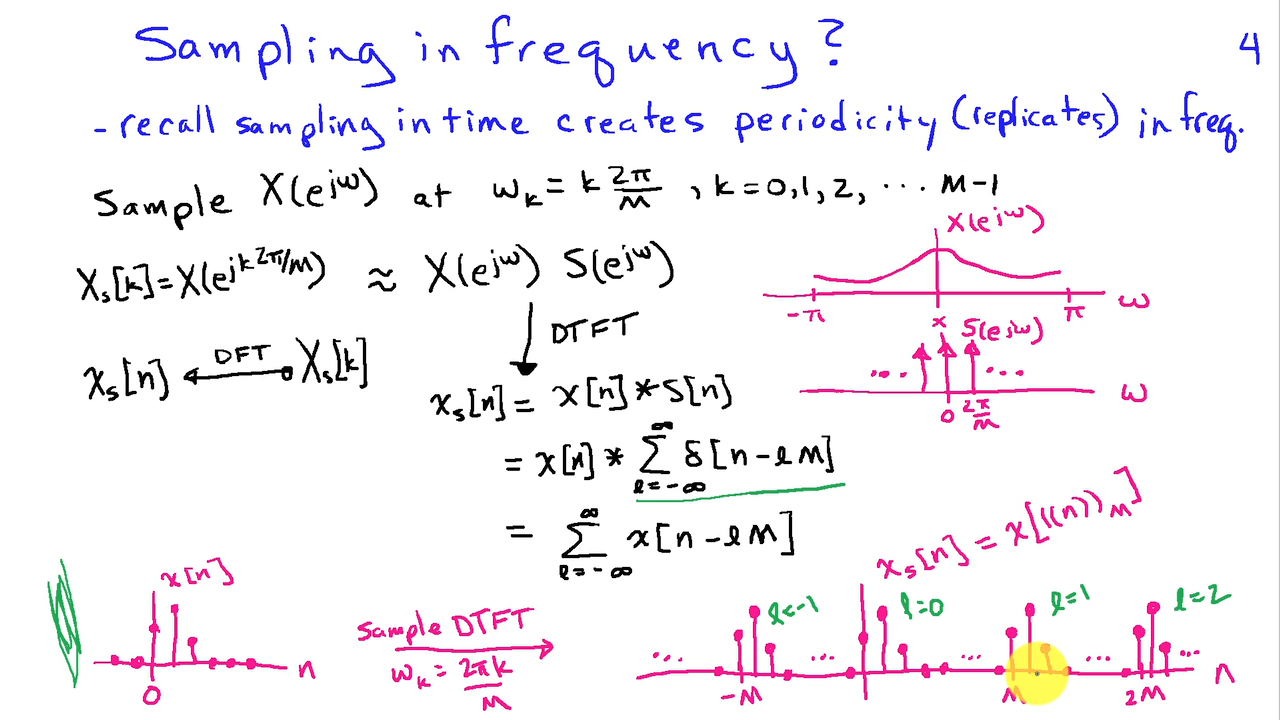 Sampling in frequency?
4
- recall sampling in time creates periodicity (replicates) in freq.
Sample X(e^{jω}) at ω_k = k 2π/M , k = 0,1,2, ... M-1
X_s[k] = X(e^{jk2π/M}) ≈ X(e^{jω}) S(e^{jω})
X(e^{jω})
-π x π ω
DTFT
S(e^{jω})
... ...
0 2π/M ω
x_s[n] DFT X_s[k]
x_s[n] = x[n] * s[n]
= x[n] * ∑_{l=-∞}^{∞} δ[n-lM]
= ∑_{l=-∞}^{∞} x[n-lM]
x_s[n] = x[((n))_M]
x[n]
0 n
Sample DTFT
ω_k = 2πk/M
l=-1 l=0 l=1 l=2
... ... ... ... ...
-M M 2M n